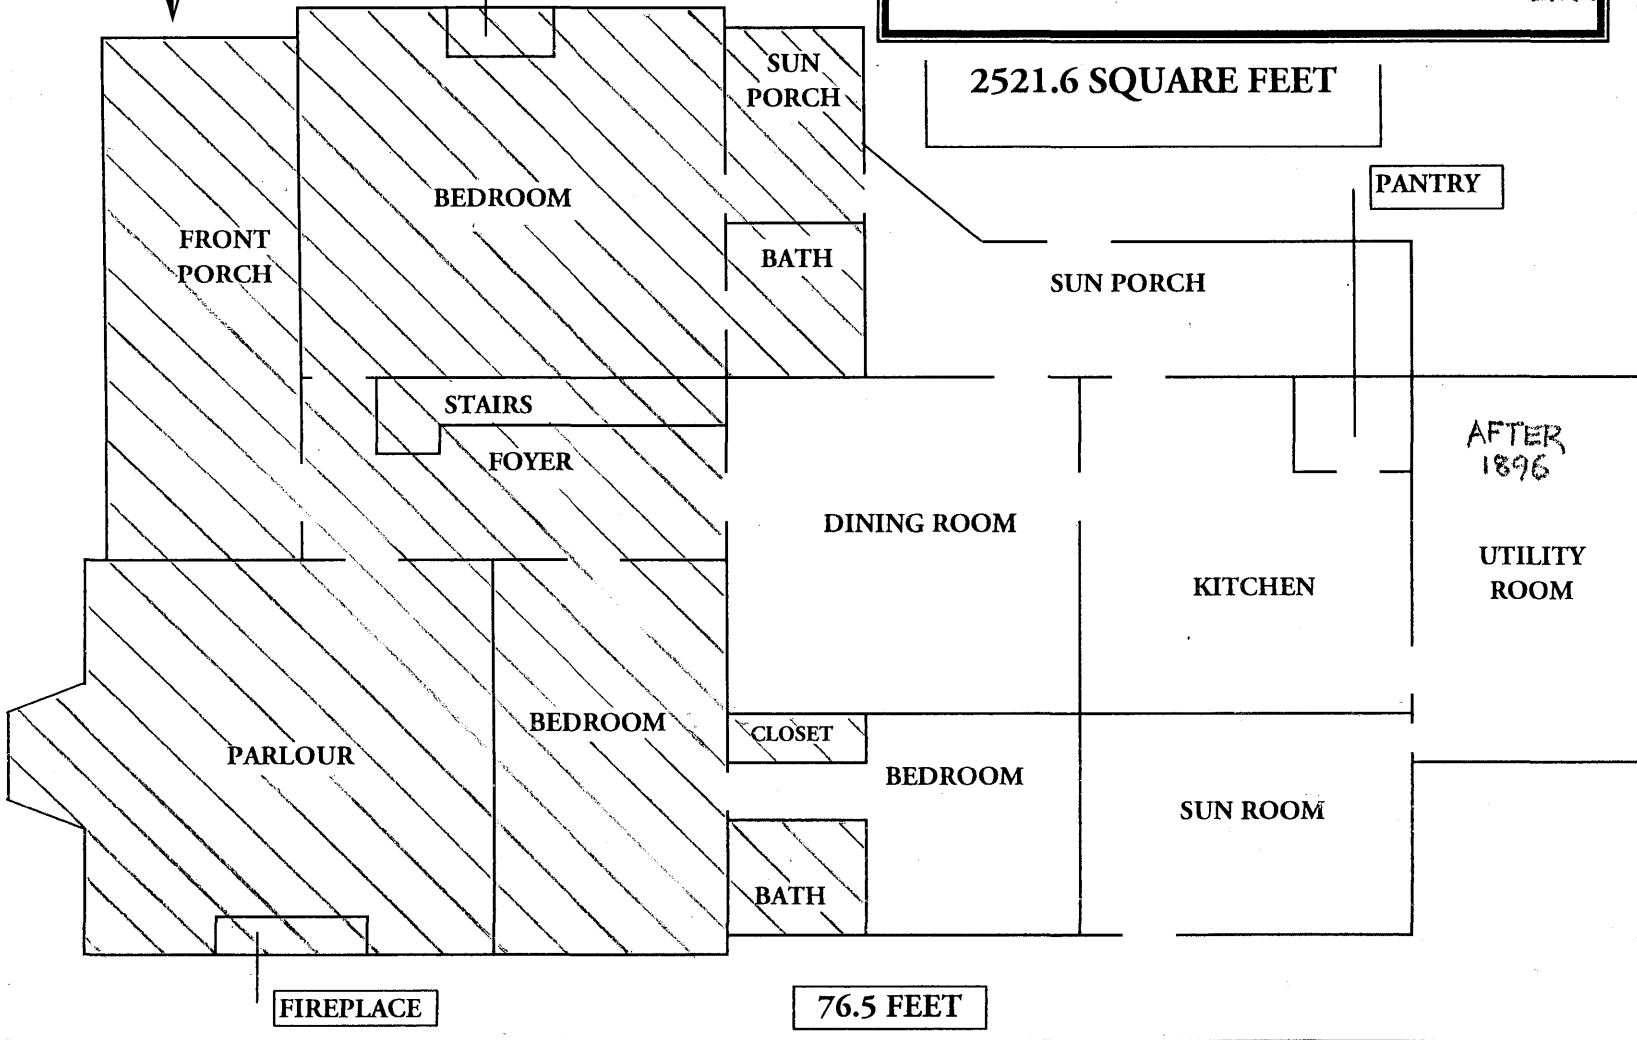 2521.6 SQUARE FEET
SUN
PORCH
PANTRY
BEDROOM
FRONT
PORCH
BATH
SUN PORCH
STAIRS
FOYER
AFTER
1896
DINING ROOM
UTILITY
ROOM
KITCHEN
BEDROOM
CLOSET
PARLOUR
BEDROOM
SUN ROOM
BATH
FIREPLACE
76.5 FEET